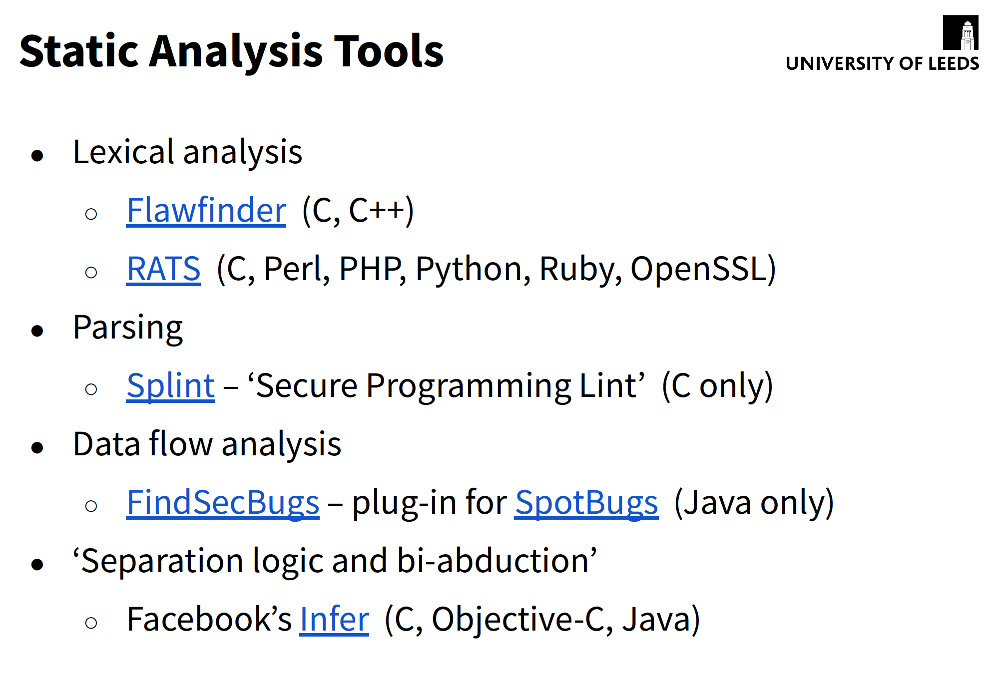 Static Analysis Tools
UNIVERSITY OF LEEDS
● Lexical analysis
○ Flawfinder (C, C++)
○ RATS (C, Perl, PHP, Python, Ruby, OpenSSL)
● Parsing
○ Splint – ‘Secure Programming Lint’ (C only)
● Data flow analysis
○ FindSecBugs – plug-in for SpotBugs (Java only)
● ‘Separation logic and bi-abduction’
○ Facebook’s Infer (C, Objective-C, Java)